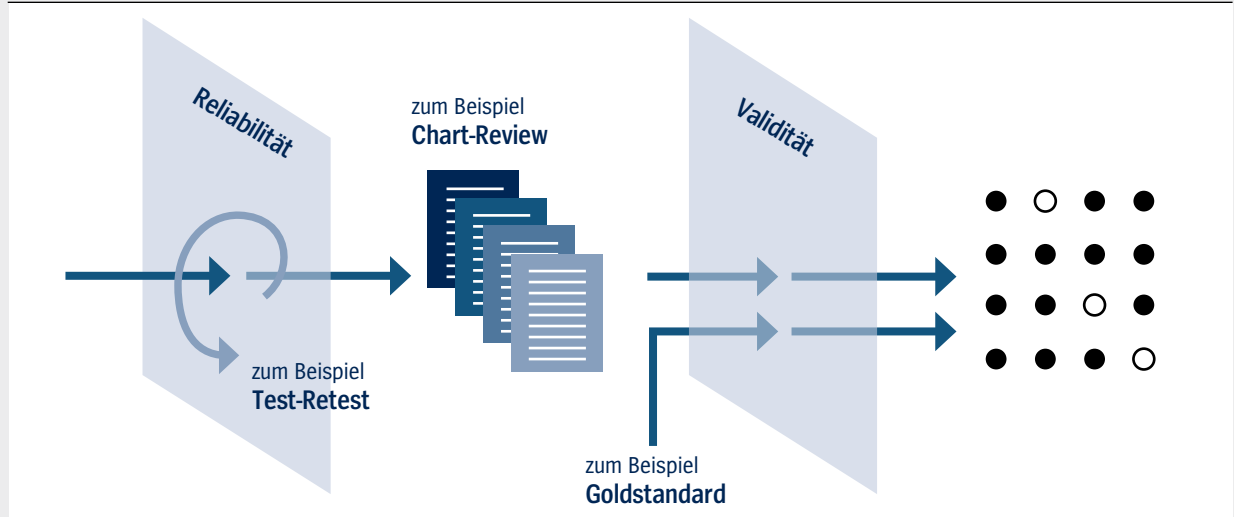 Reliabilität
zum Beispiel
Chart-Review
Validität
zum Beispiel
Test-Retest
zum Beispiel
Goldstandard